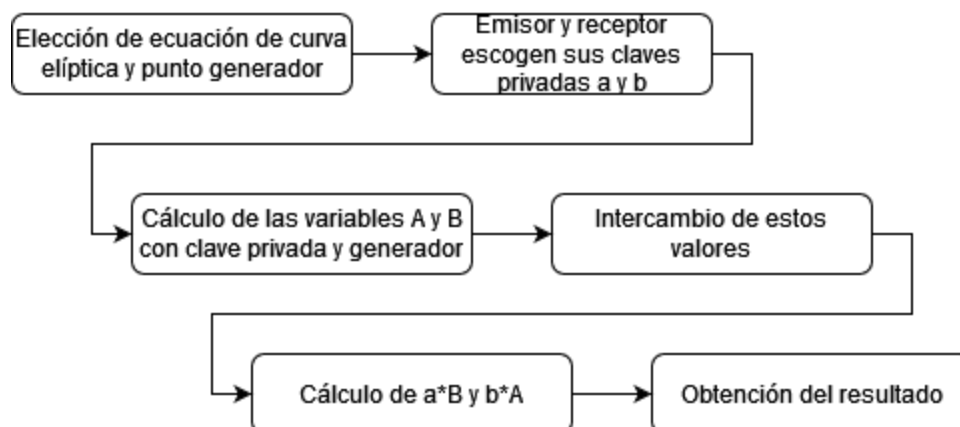 Elección de ecuación de curva
elíptica y punto generador
Emisor y receptor
escogen sus claves
privadas a y b
Cálculo de las variables A y B
con clave privada y generador
Intercambio de estos
valores
Cálculo de a*B y b*A
Obtención del resultado